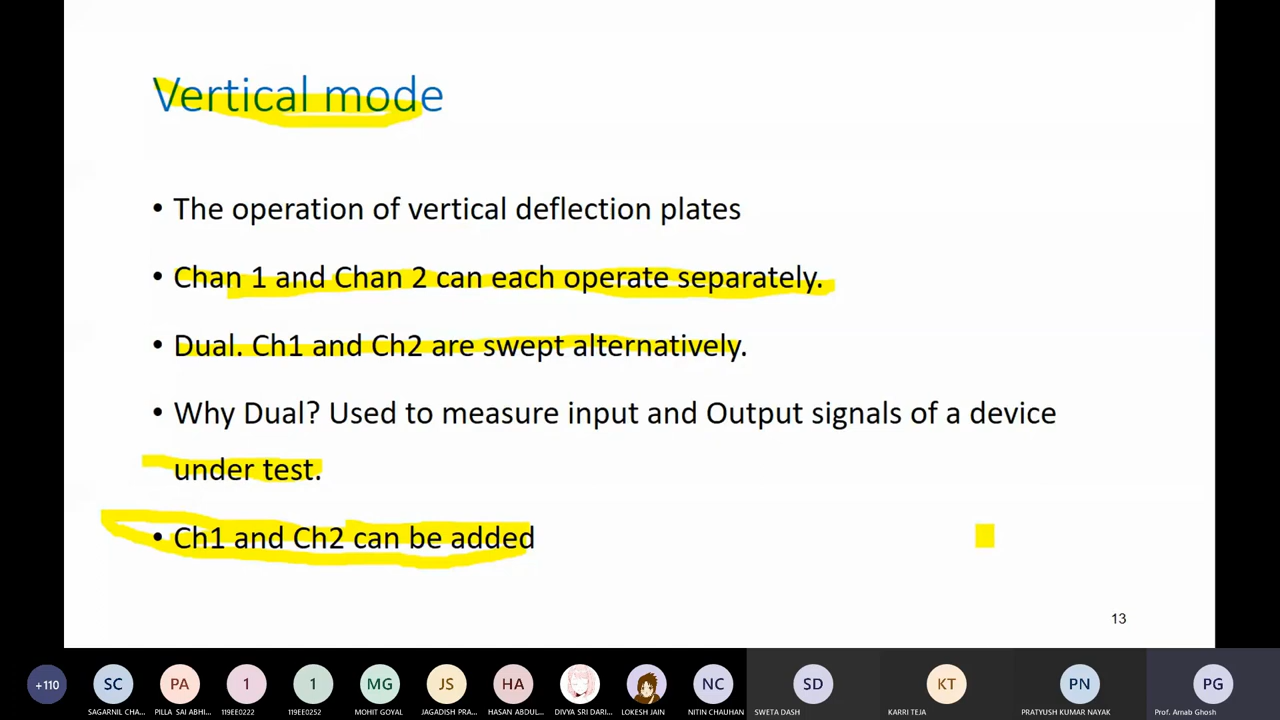 Vertical mode
• The operation of vertical deflection plates
• Chan 1 and Chan 2 can each operate separately.
• Dual. Ch1 and Ch2 are swept alternatively.
• Why Dual? Used to measure input and Output signals of a device
under test.
• Ch1 and Ch2 can be added
13
+110 SC PA 1 1 MG JS HA NC SD KT PN PG
SAGARNIL CHA... PILLA SAI ABHI... 119EE0222 119EE0252 MOHIT GOYAL JAGADISH PRA... HASAN ABDUL... DIVYA SRI DARI... LOKESH JAIN NITIN CHAUHAN SWETA DASH KARRI TEJA PRATYUSH KUMAR NAYAK Prof. Arnab Ghosh